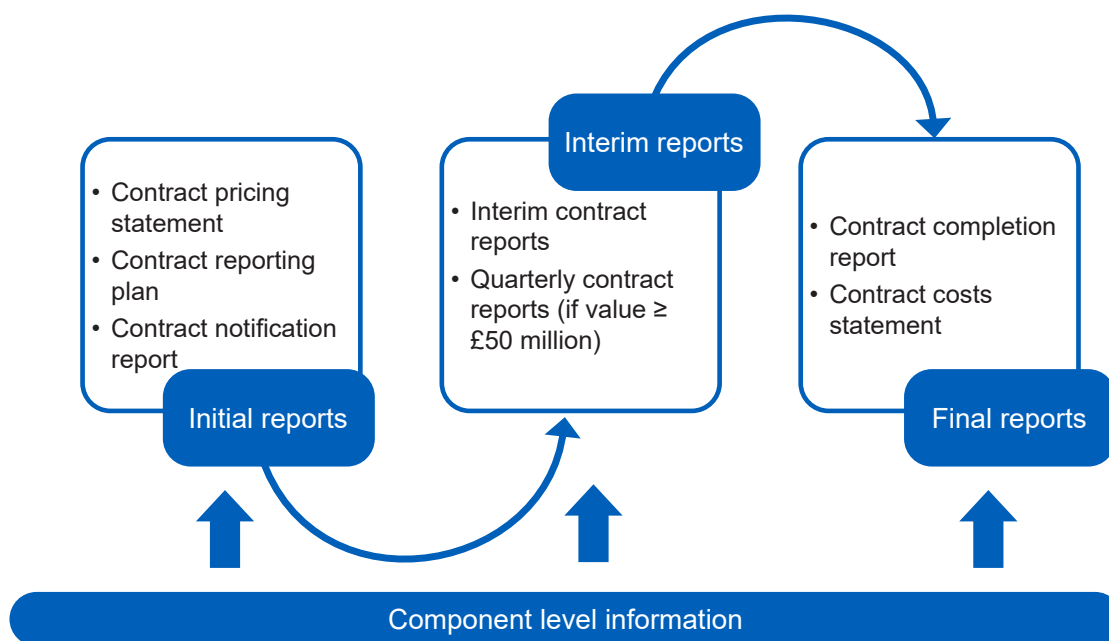 • Contract pricing
statement
• Contract reporting
plan
• Contract notification
report
Initial reports
Interim reports
• Interim contract
reports
• Quarterly contract
reports (if value ≥
£50 million)
• Contract completion
report
• Contract costs
statement
Final reports
Component level information